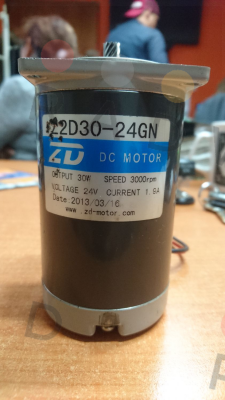 Z2D30-24GN
ZD DC MOTOR
OUTPUT 30W SPEED 3000rpm
VOLTAGE 24V CURRENT 1.9A
Date 2013/03/16
www. zd-motor.com